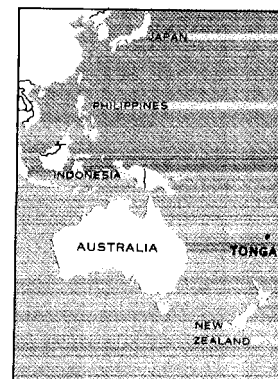 JAPAN
PHILIPPINES
INDONESIA
AUSTRALIA
TONGA
NEW
ZEALAND